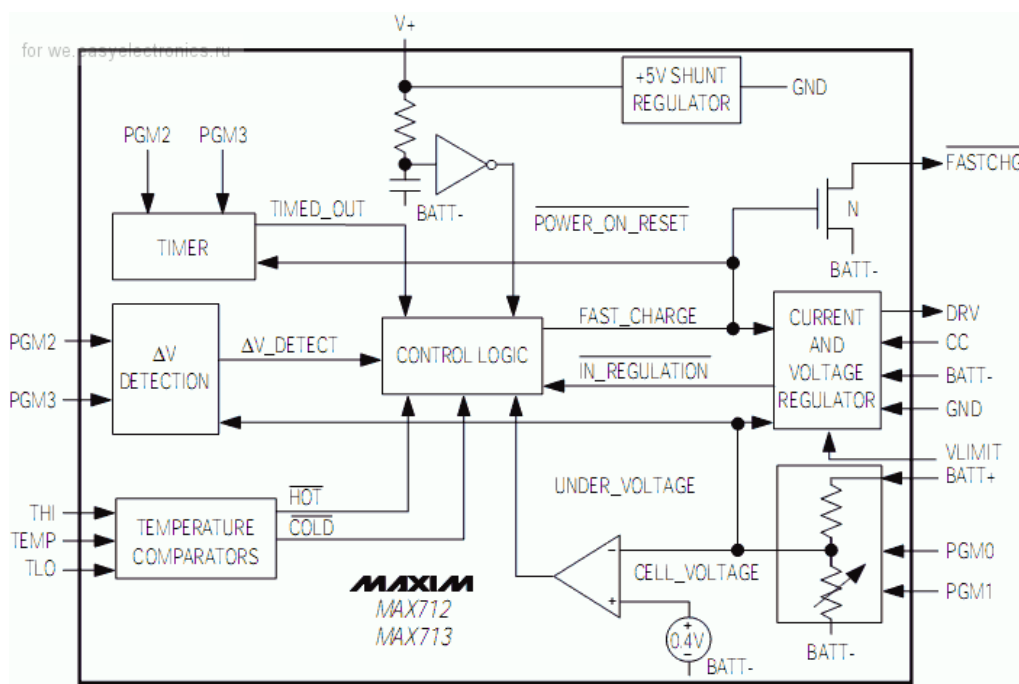 for we.easyelectronics.ru
V+
+5V SHUNT
REGULATOR
GND
PGM2
PGM3
FASTCHG
TIMED_OUT
BATT-
POWER_ON_RESET
N
TIMER
BATT-
FAST_CHARGE
CURRENT
AND
VOLTAGE
REGULATOR
DRV
CC
BATT-
GND
PGM2
PGM3
ΔV
DETECTION
ΔV_DETECT
CONTROL LOGIC
IN_REGULATION
VLIMIT
BATT+
UNDER_VOLTAGE
THI
TEMP
TLO
TEMPERATURE
COMPARATORS
HOT
COLD
-
+
CELL_VOLTAGE
PGM0
PGM1
MAXIM
MAX712
MAX713
+
0.4V
-
BATT-
BATT-